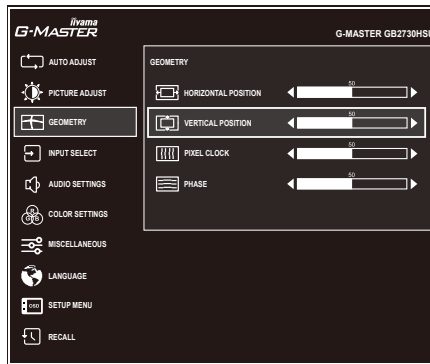 iiyama
G-MASTER
G-MASTER GB2730HSU
AUTO ADJUST
PICTURE ADJUST
GEOMETRY
INPUT SELECT
AUDIO SETTINGS
R
G B
COLOR SETTINGS
MISCELLANEOUS
LANGUAGE
OSD
SETUP MENU
RECALL
GEOMETRY
HORIZONTAL POSITION
50
VERTICAL POSITION
50
PIXEL CLOCK
50
PHASE
50